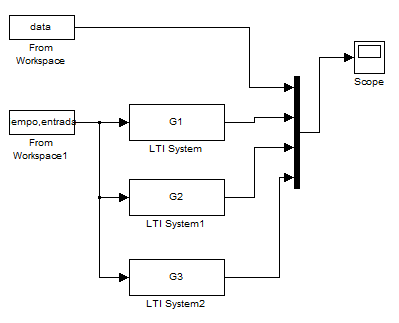 data
From
Workspace
Scope
empo,entrada
From
Workspace1
G1
LTI System
G2
LTI System1
G3
LTI System2